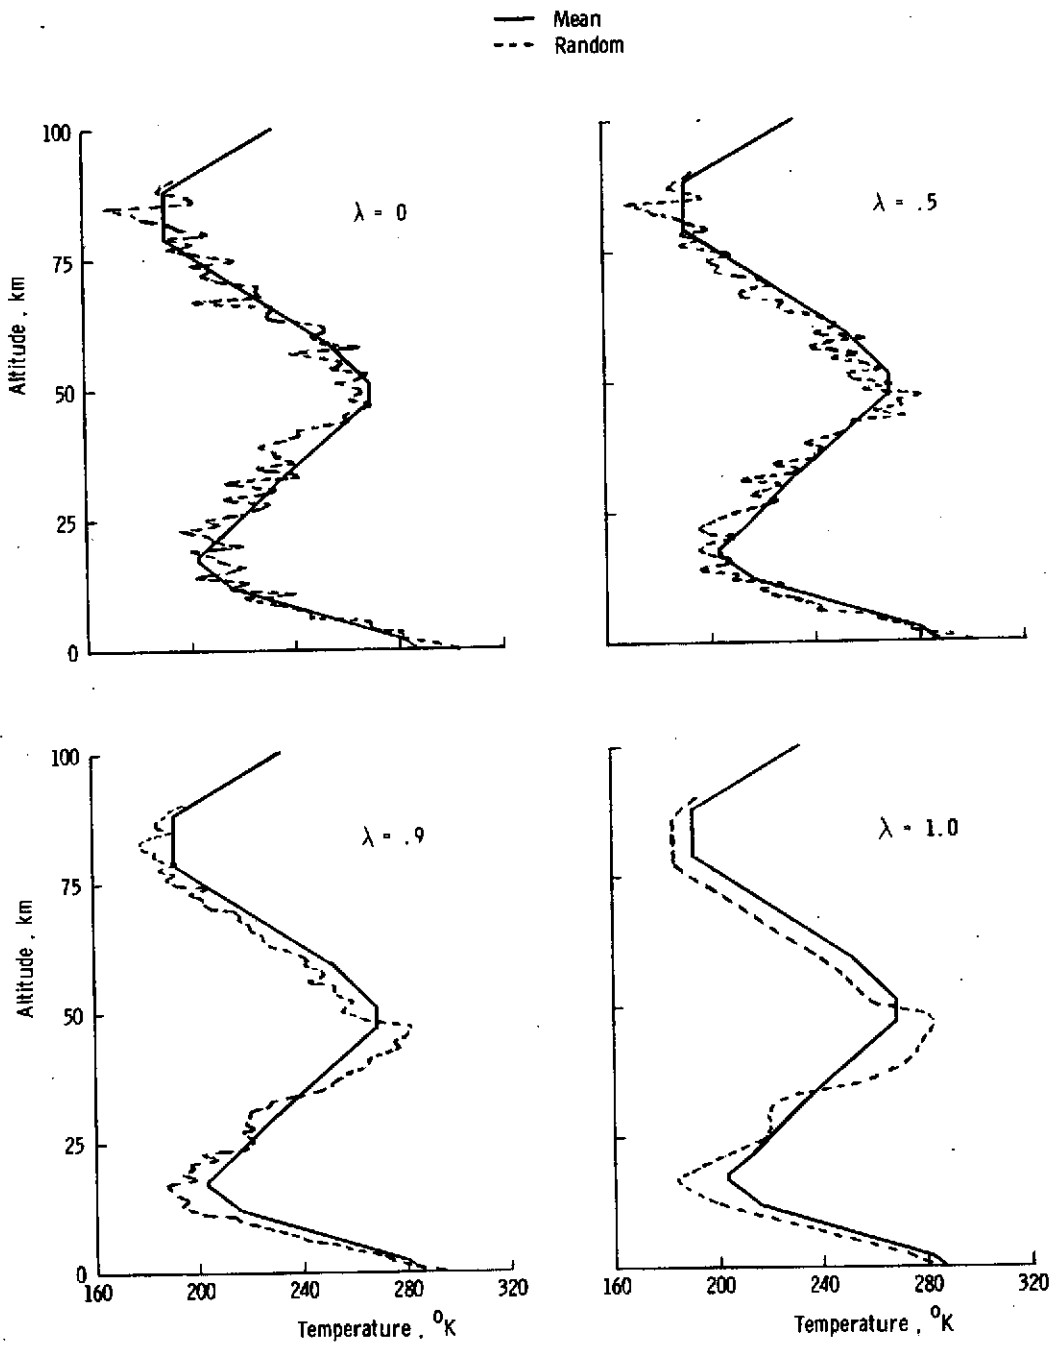 Mean
Random
100
75
50
25
0
Altitude, km
λ = 0
λ = .5
100
75
50
25
0
Altitude, km
λ = .9
160
200
240
280
320
Temperature, °K
λ = 1.0
160
200
240
280
320
Temperature, °K